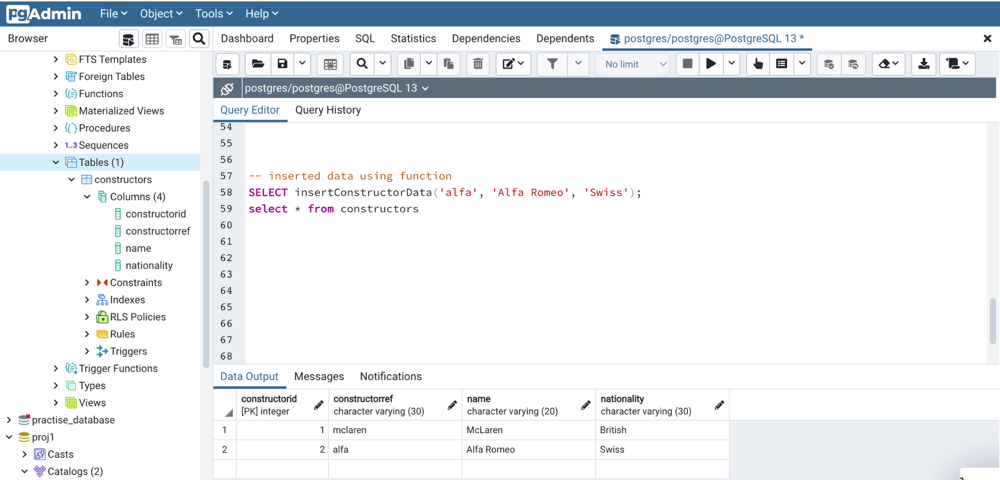 pgAdmin File Object Tools Help
Browser
Dashboard Properties SQL Statistics Dependencies Dependents postgres/postgres@PostgreSQL 13 *
No limit
postgres/postgres@PostgreSQL 13
Query Editor Query History
FTS Templates
Foreign Tables
Functions
Materialized Views
Procedures
1..3 Sequences
Tables (1)
constructors
Columns (4)
constructorid
constructorref
name
nationality
Constraints
Indexes
RLS Policies
Rules
Triggers
Trigger Functions
Types
Views
practise_database
proj1
Casts
Catalogs (2)
54
55
56
57 -- inserted data using function
58 SELECT insertConstructorData('alfa', 'Alfa Romeo', 'Swiss');
59 select * from constructors
60
61
62
63
64
65
66
67
68
Data Output Messages Notifications
constructorid constructorref name nationality
[PK] integer character varying (30) character varying (20) character varying (30)
1 1 mclaren McLaren British
2 2 alfa Alfa Romeo Swiss